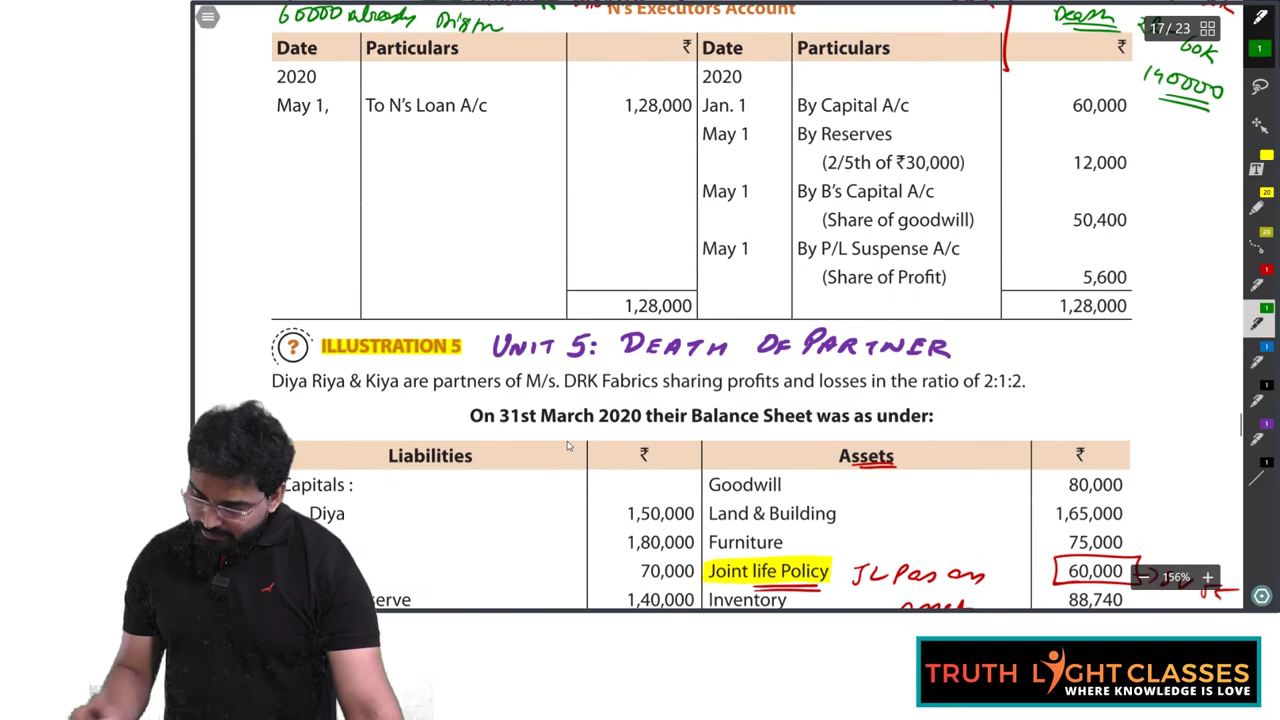 60000 already
N's Executors Account
Death
17 / 23
60K
140000
Date Particulars ₹ Date Particulars ₹
2020 2020
May 1, To N's Loan A/c 1,28,000 Jan. 1 By Capital A/c 60,000
May 1 By Reserves
(2/5th of ₹30,000) 12,000
May 1 By B's Capital A/c
(Share of goodwill) 50,400
May 1 By P/L Suspense A/c
(Share of Profit) 5,600
1,28,000 1,28,000
? ILLUSTRATION 5 UNIT 5: DEATH OF PARTNER
Diya Riya & Kiya are partners of M/s. DRK Fabrics sharing profits and losses in the ratio of 2:1:2.
On 31st March 2020 their Balance Sheet was as under:
Liabilities ₹ Assets ₹
Capitals : Goodwill 80,000
Diya 1,50,000 Land & Building 1,65,000
1,80,000 Furniture 75,000
70,000 Joint life Policy JLP as an 60,000
156%
erve 1,40,000 Inventory asset 88,740
TRUTH LIGHT CLASSES
WHERE KNOWLEDGE IS LOVE